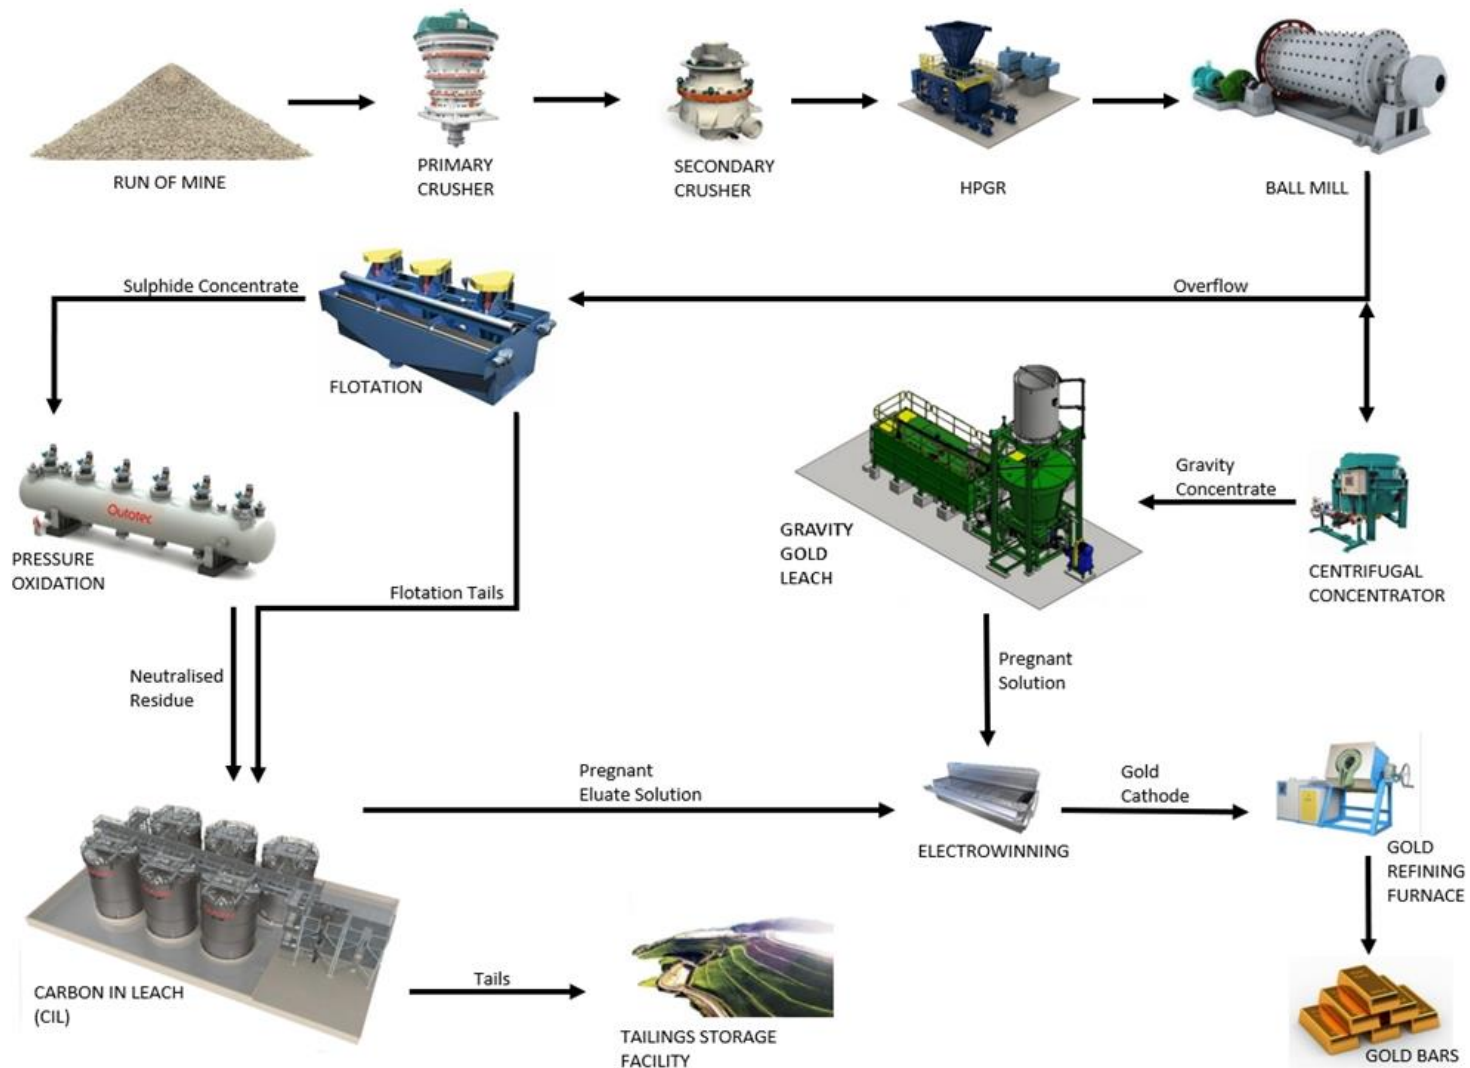 RUN OF MINE
PRIMARY
CRUSHER
SECONDARY
CRUSHER
HPGR
BALL MILL
Sulphide Concentrate
Overflow
FLOTATION
Outotec
PRESSURE
OXIDATION
Flotation Tails
GRAVITY
GOLD
LEACH
Gravity
Concentrate
CENTRIFUGAL
CONCENTRATOR
Neutralised
Residue
Pregnant
Solution
Pregnant
Eluate Solution
ELECTROWINNING
Gold
Cathode
GOLD
REFINING
FURNACE
CARBON IN LEACH
(CIL)
Tails
TAILINGS STORAGE
FACILITY
GOLD BARS